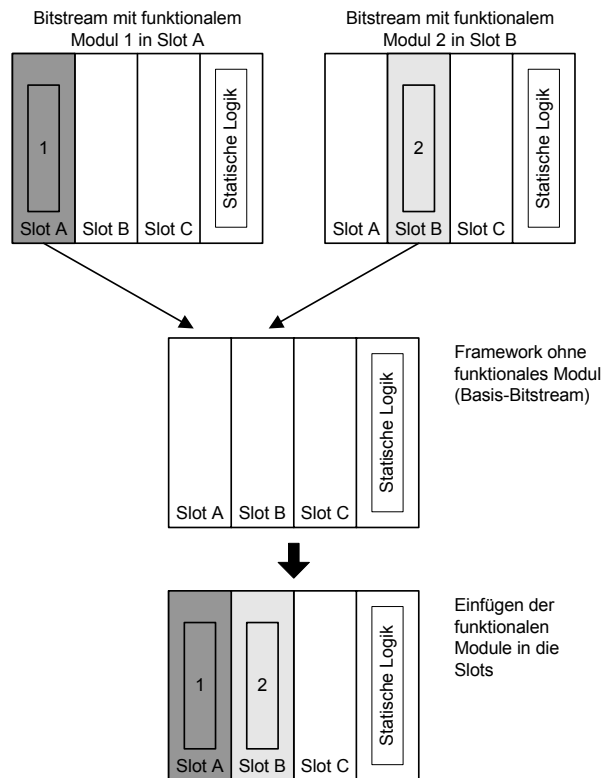 Bitstream mit funktionalem
Modul 1 in Slot A
Bitstream mit funktionalem
Modul 2 in Slot B
1
Statische Logik
Slot A
Slot B
Slot C
2
Statische Logik
Slot A
Slot B
Slot C
Framework ohne
funktionales Modul
(Basis-Bitstream)
Statische Logik
Slot A
Slot B
Slot C
Einfügen der
funktionalen
Module in die
Slots
1
2
Statische Logik
Slot A
Slot B
Slot C